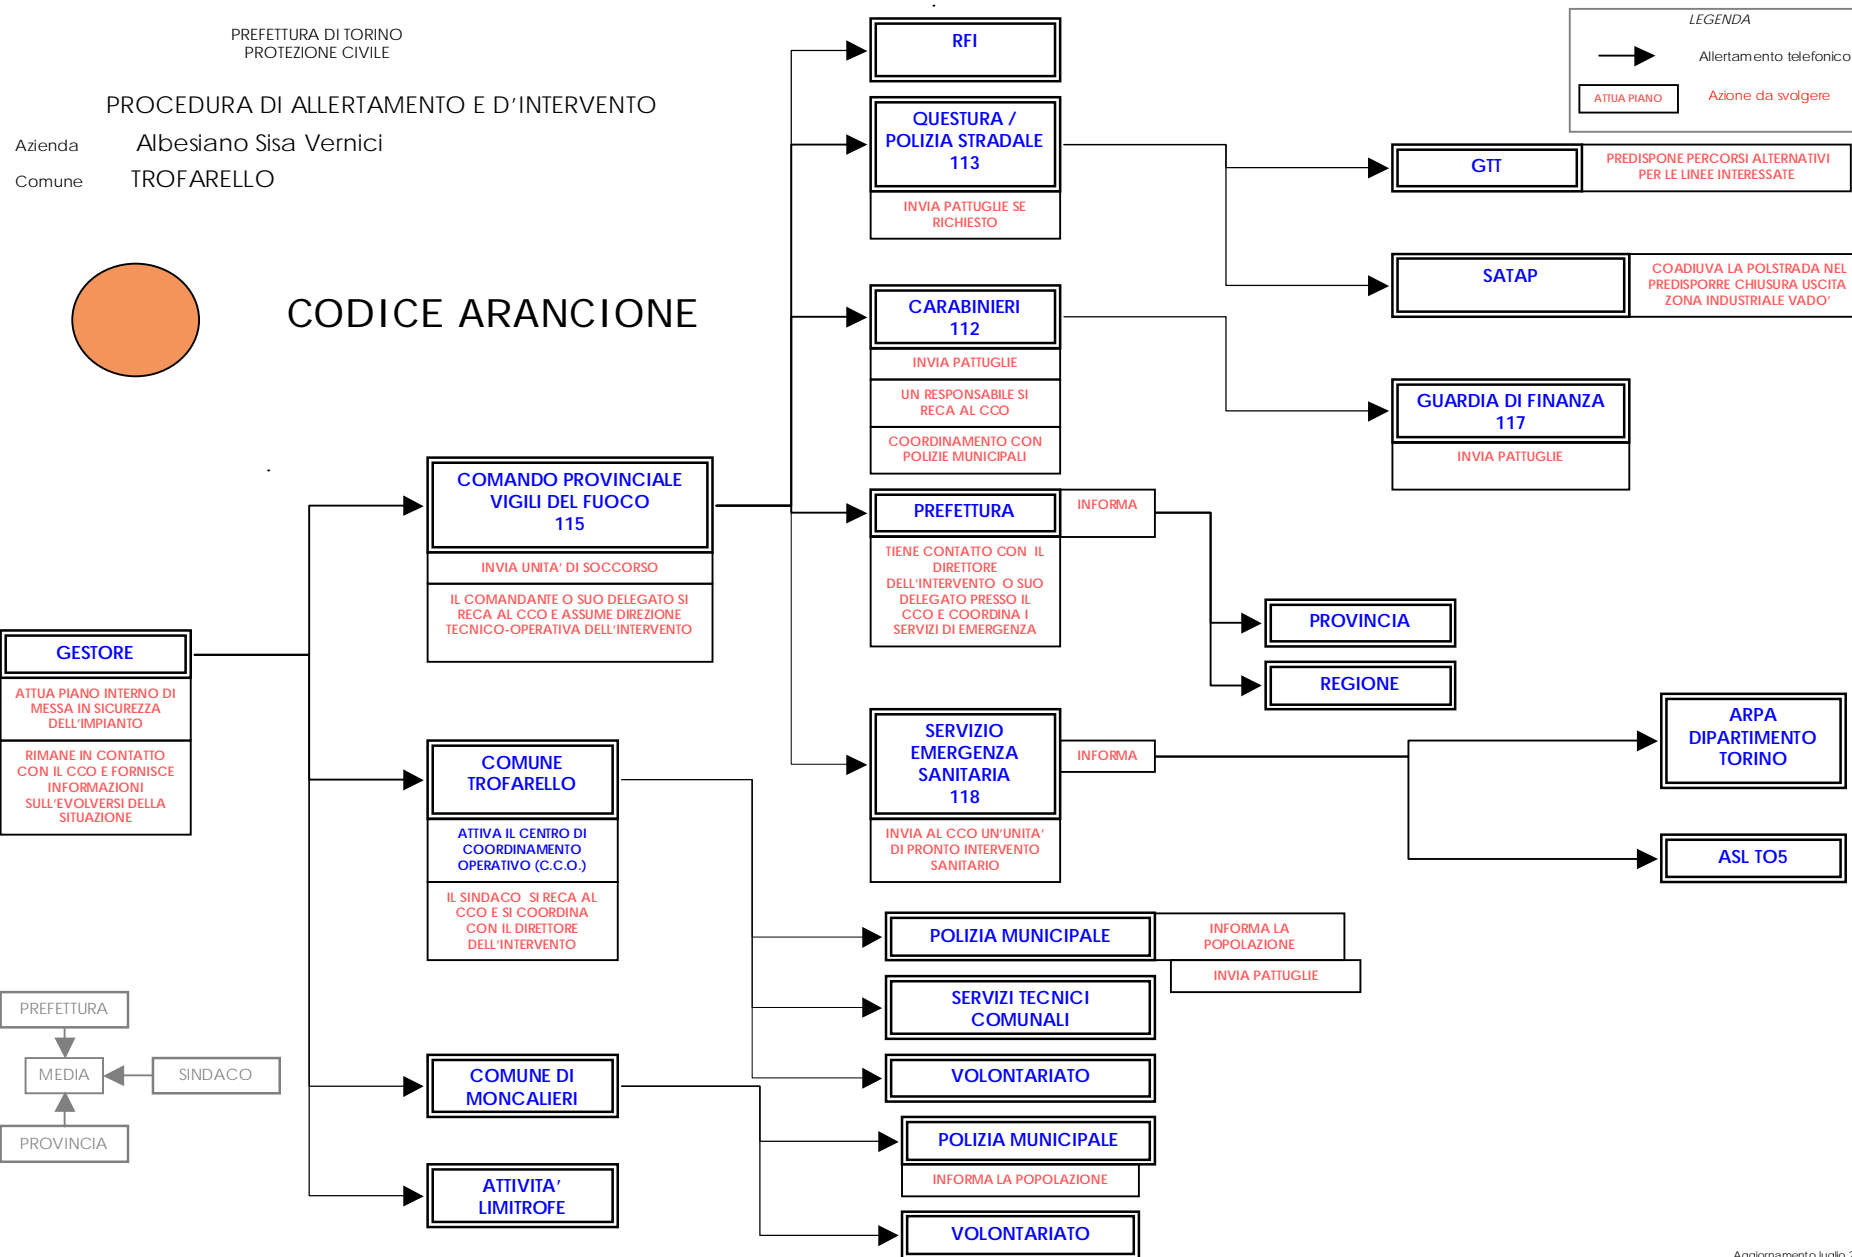 PREFETTURA DI TORINO
PROTEZIONE CIVILE
PROCEDURA DI ALLERTAMENTO E D'INTERVENTO
Azienda Albesiano Sisa Vernici
Comune TROFARELLO
CODICE ARANCIONE
LEGENDA
Allertamento telefonico
ATTUA PIANO
Azione da svolgere
GESTORE
ATTUA PIANO INTERNO DI
MESSA IN SICUREZZA
DELL'IMPIANTO
RIMANE IN CONTATTO
CON IL CCO E FORNISCE
INFORMAZIONI
SULL'EVOLVERSI DELLA
SITUAZIONE
COMANDO PROVINCIALE
VIGILI DEL FUOCO
115
INVIA UNITA' DI SOCCORSO
IL COMANDANTE O SUO DELEGATO SI
RECA AL CCO E ASSUME DIREZIONE
TECNICO-OPERATIVA DELL'INTERVENTO
COMUNE
TROFARELLO
ATTIVA IL CENTRO DI
COORDINAMENTO
OPERATIVO (C.C.O.)
IL SINDACO SI RECA AL
CCO E SI COORDINA
CON IL DIRETTORE
DELL'INTERVENTO
COMUNE DI
MONCALIERI
ATTIVITA'
LIMITROFE
RFI
QUESTURA /
POLIZIA STRADALE
113
INVIA PATTUGLIE SE
RICHIESTO
CARABINIERI
112
INVIA PATTUGLIE
UN RESPONSABILE SI
RECA AL CCO
COORDINAMENTO CON
POLIZIE MUNICIPALI
PREFETTURA
INFORMA
TIENE CONTATTO CON IL
DIRETTORE
DELL'INTERVENTO O SUO
DELEGATO PRESSO IL
CCO E COORDINA I
SERVIZI DI EMERGENZA
SERVIZIO
EMERGENZA
SANITARIA
118
INFORMA
INVIA AL CCO UN'UNITA'
DI PRONTO INTERVENTO
SANITARIO
POLIZIA MUNICIPALE
INFORMA LA
POPOLAZIONE
INVIA PATTUGLIE
SERVIZI TECNICI
COMUNALI
VOLONTARIATO
POLIZIA MUNICIPALE
INFORMA LA POPOLAZIONE
VOLONTARIATO
GTT
PREDISPONE PERCORSI ALTERNATIVI
PER LE LINEE INTERESSATE
SATAP
COADIUVA LA POLSTRADA NEL
PREDISPORRE CHIUSURA USCITA
ZONA INDUSTRIALE VADO'
GUARDIA DI FINANZA
117
INVIA PATTUGLIE
PROVINCIA
REGIONE
ARPA
DIPARTIMENTO
TORINO
ASL TO5
PREFETTURA
MEDIA
SINDACO
PROVINCIA
Aggiornamento luglio